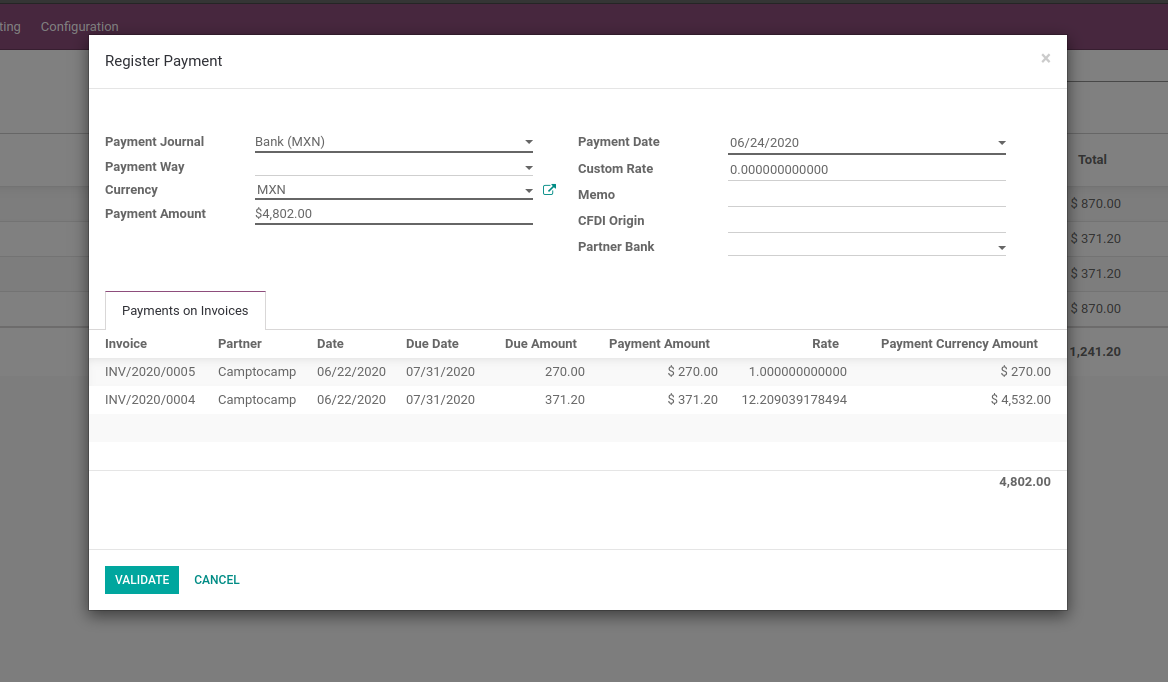 ting Configuration
Register Payment ×
Payment Journal Bank (MXN) Payment Date 06/24/2020
Payment Way Custom Rate 0.000000000000
Currency MXN Memo
Payment Amount $4,802.00 CFDI Origin
Partner Bank
Total
$ 870.00
$ 371.20
$ 371.20
$ 870.00
1,241.20
Payments on Invoices
Invoice Partner Date Due Date Due Amount Payment Amount Rate Payment Currency Amount
INV/2020/0005 Camptocamp 06/22/2020 07/31/2020 270.00 $ 270.00 1.000000000000 $ 270.00
INV/2020/0004 Camptocamp 06/22/2020 07/31/2020 371.20 $ 371.20 12.209039178494 $ 4,532.00
4,802.00
VALIDATE CANCEL